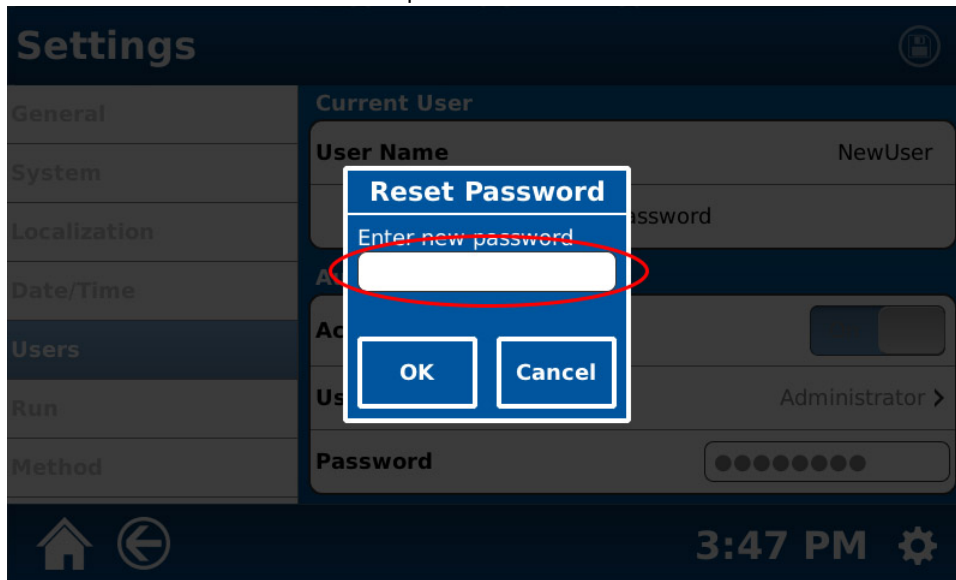 Settings
General
System
Localization
Date/Time
Users
Run
Method
Current User
User Name NewUser
assword
Reset Password
Enter new password
OK Cancel
Administrator
Password
3:47 PM